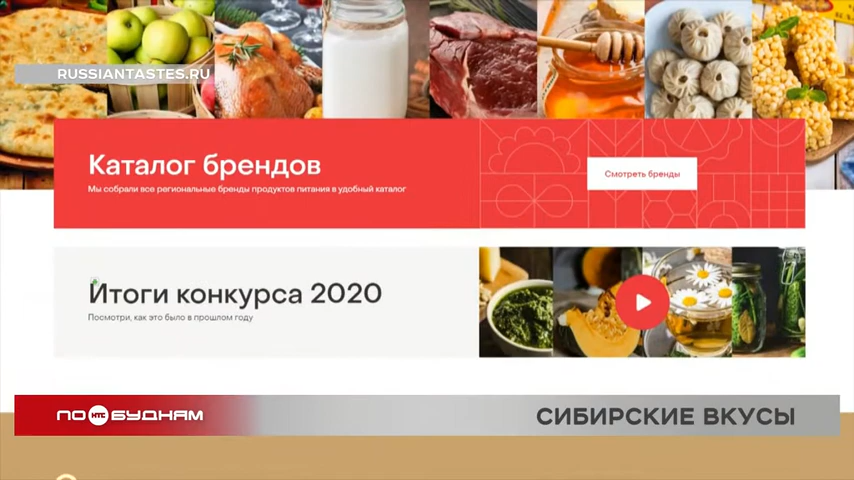 RUSSIANTASTES.RU
Каталог брендов
Мы собрали все региональные бренды продуктов питания в удобный каталог
Смотреть бренды
Итоги конкурса 2020
Посмотри, как это было в прошлом году
ПО НТС БУДНЯМ
СИБИРСКИЕ ВКУСЫ